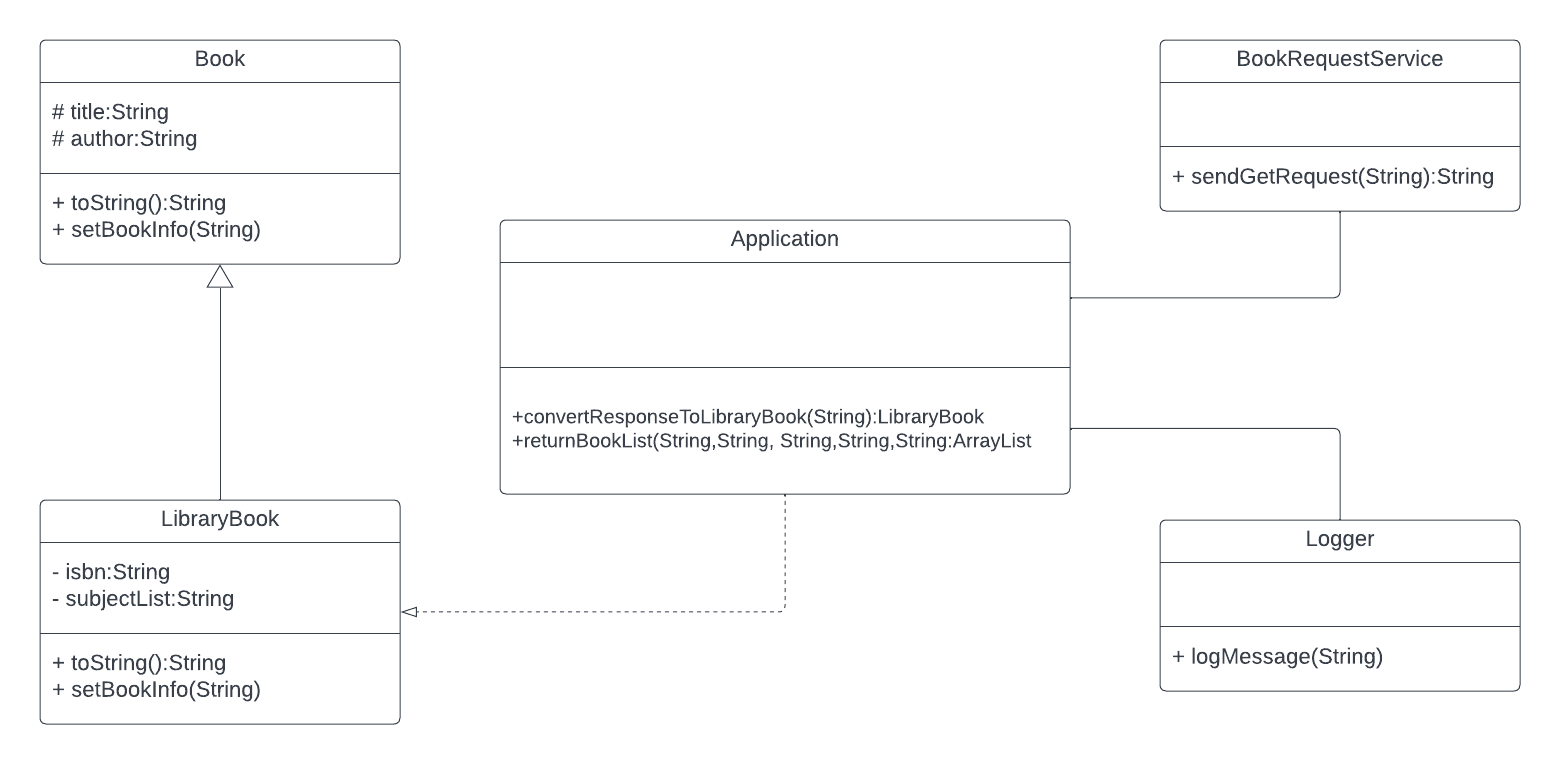 Book
# title:String
# author:String
+ toString():String
+ setBookInfo(String)
BookRequestService
+ sendGetRequest(String):String
Application
+convertResponseToLibraryBook(String):LibraryBook
+returnBookList(String,String, String,String,String:ArrayList
LibraryBook
- isbn:String
- subjectList:String
+ toString():String
+ setBookInfo(String)
Logger
+ logMessage(String)